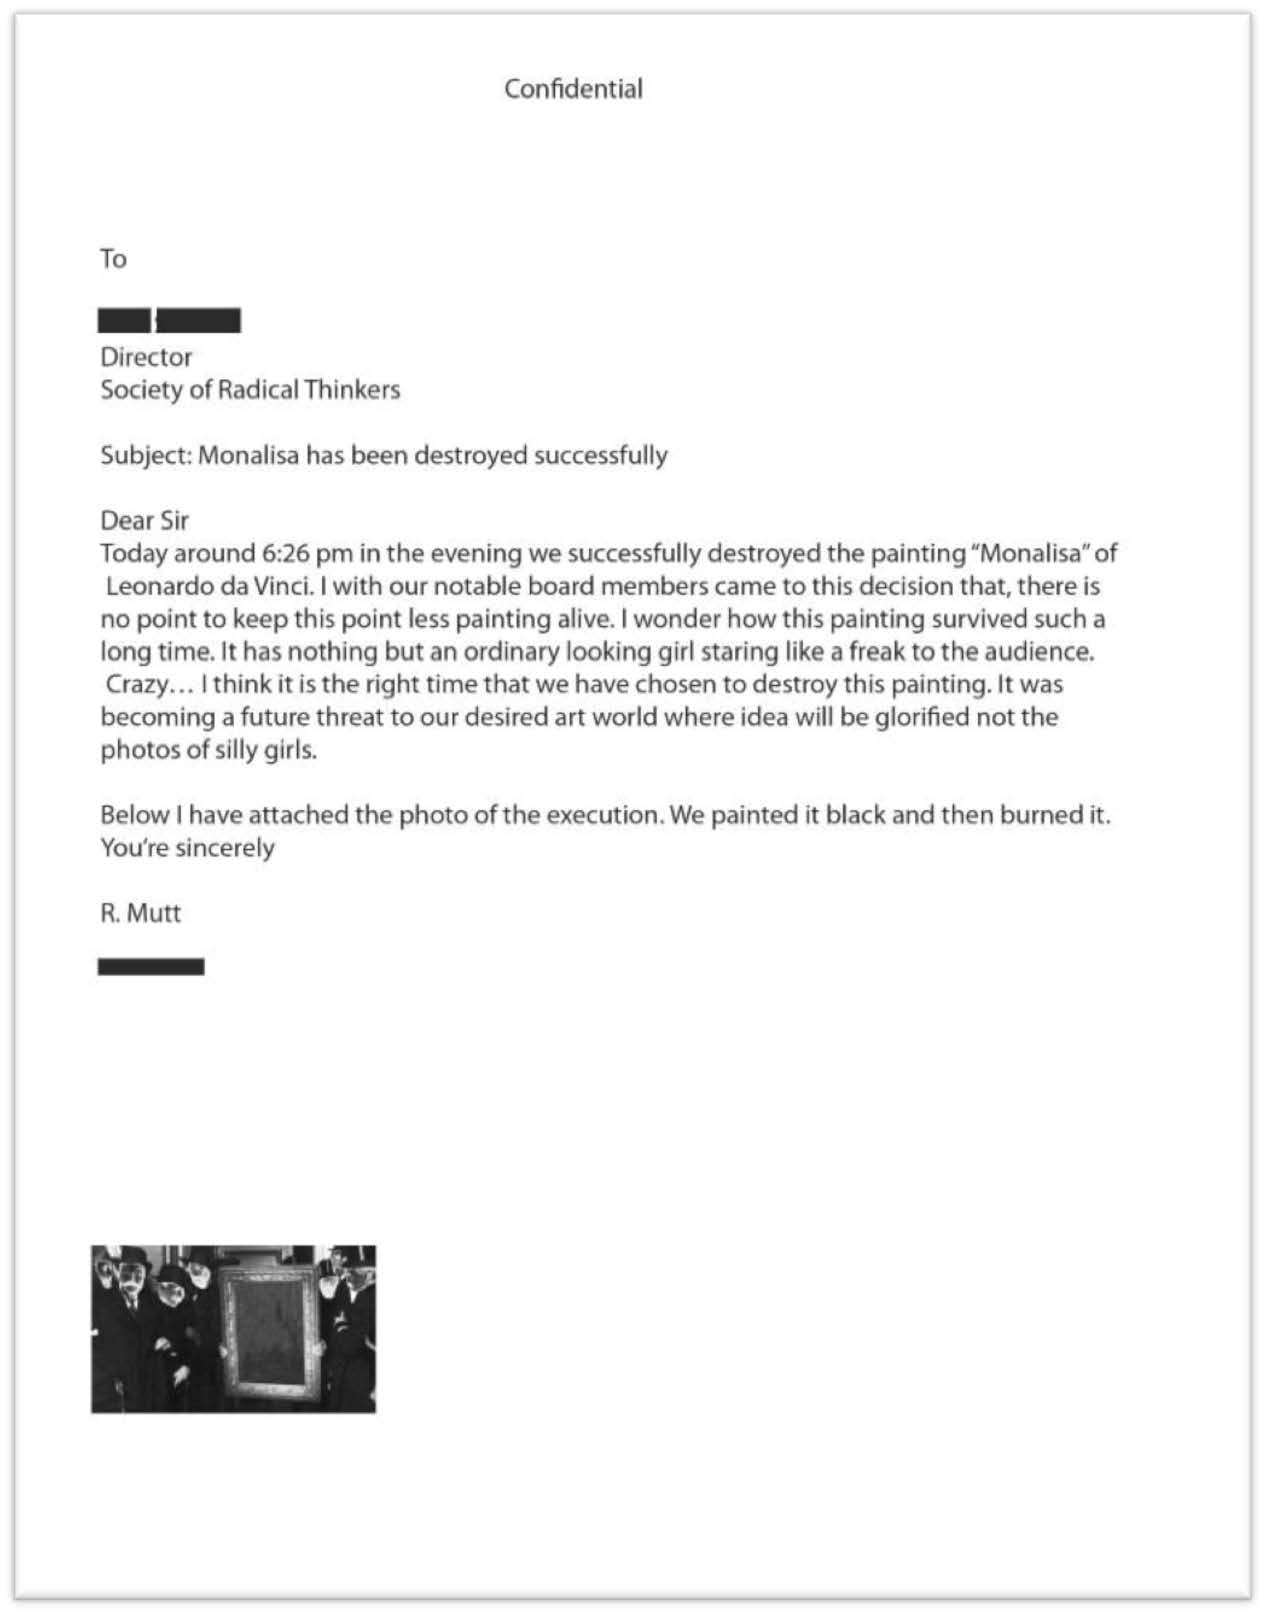 Confidential
To
Director
Society of Radical Thinkers
Subject: Monalisa has been destroyed successfully
Dear Sir
Today around 6:26 pm in the evening we successfully destroyed the painting “Monalisa” of
Leonardo da Vinci. I with our notable board members came to this decision that, there is
no point to keep this point less painting alive. I wonder how this painting survived such a
long time. It has nothing but an ordinary looking girl staring like a freak to the audience.
Crazy… I think it is the right time that we have chosen to destroy this painting. It was
becoming a future threat to our desired art world where idea will be glorified not the
photos of silly girls.
Below I have attached the photo of the execution. We painted it black and then burned it.
You’re sincerely
R. Mutt